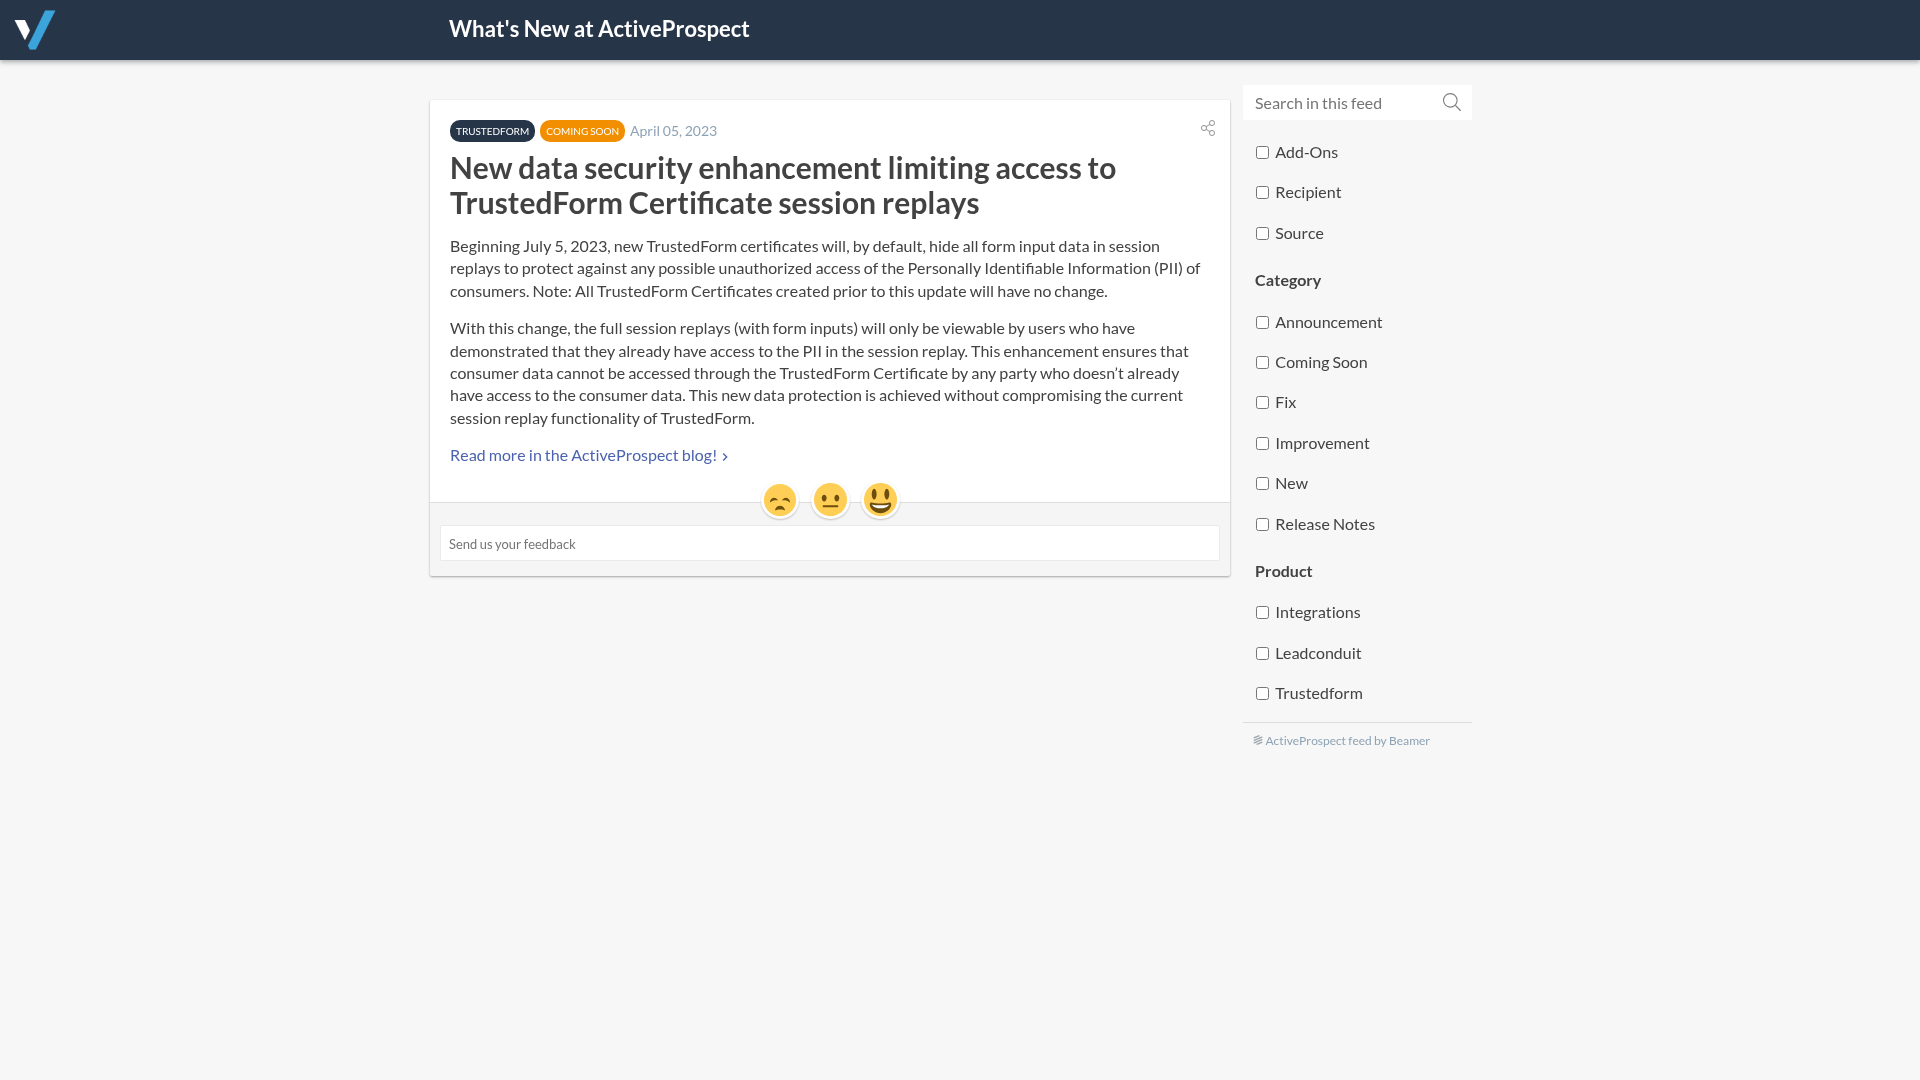 What's New at ActiveProspect
TRUSTEDFORM COMING SOON April 05, 2023
New data security enhancement limiting access to
TrustedForm Certificate session replays
Beginning July 5, 2023, new TrustedForm certificates will, by default, hide all form input data in session
replays to protect against any possible unauthorized access of the Personally Identifiable Information (PII) of
consumers. Note: All TrustedForm Certificates created prior to this update will have no change.
With this change, the full session replays (with form inputs) will only be viewable by users who have
demonstrated that they already have access to the PII in the session replay. This enhancement ensures that
consumer data cannot be accessed through the TrustedForm Certificate by any party who doesn’t already
have access to the consumer data. This new data protection is achieved without compromising the current
session replay functionality of TrustedForm.
Read more in the ActiveProspect blog! ›
Send us your feedback
Search in this feed
Add-Ons
Recipient
Source
Category
Announcement
Coming Soon
Fix
Improvement
New
Release Notes
Product
Integrations
Leadconduit
Trustedform
ActiveProspect feed by Beamer